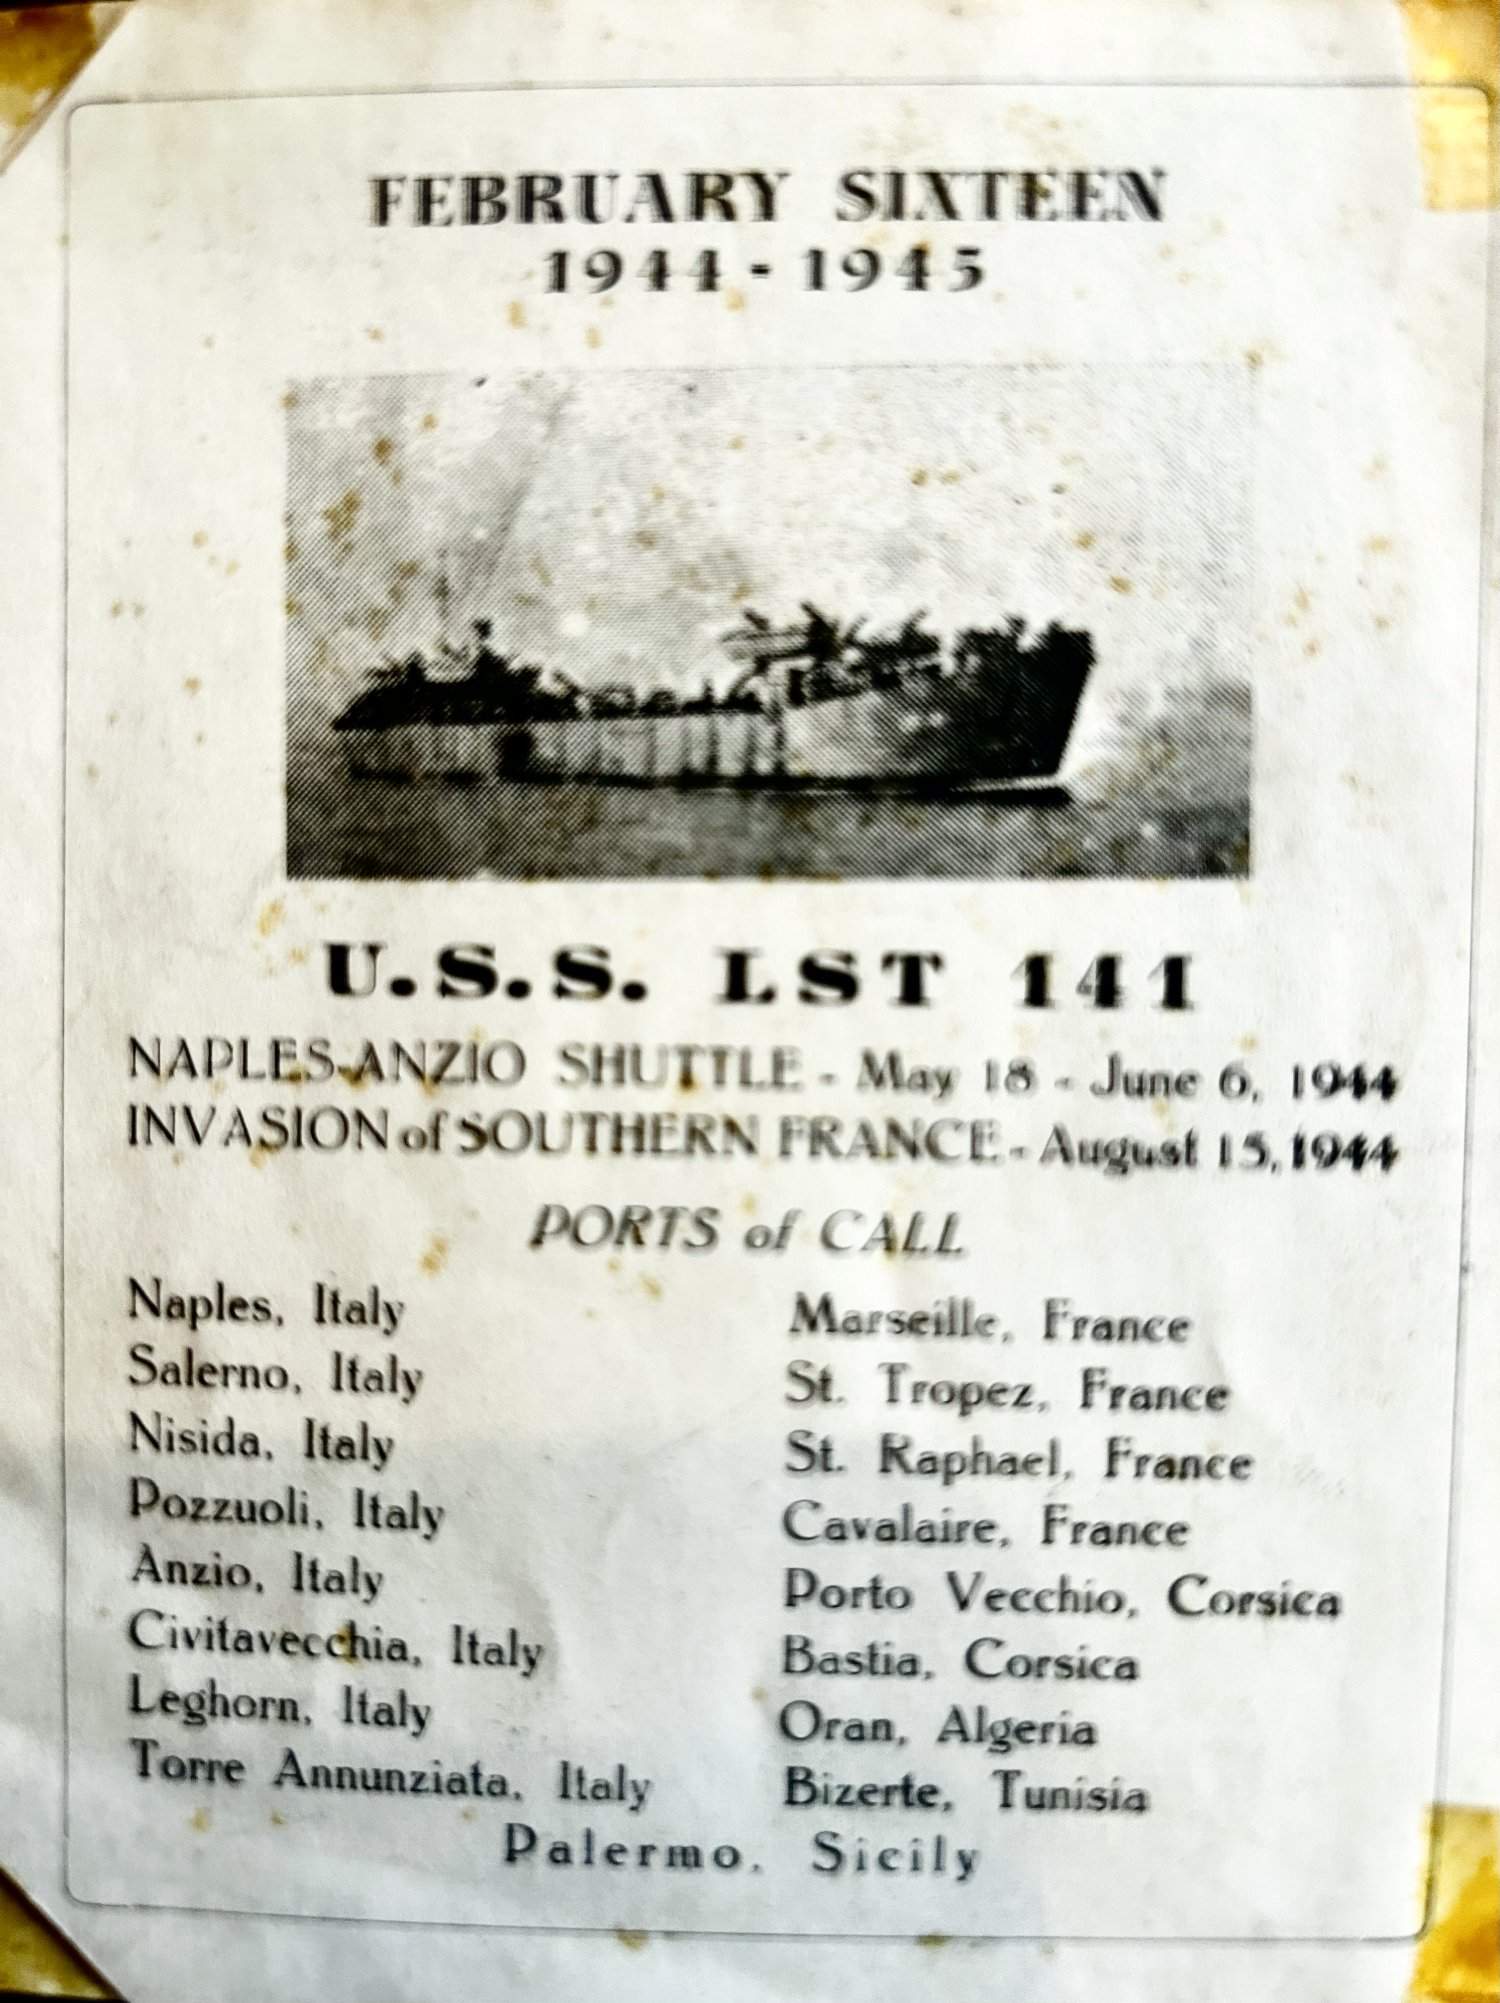 FEBRUARY SIXTEEN
1944 - 1945
U.S.S. LST 141
NAPLES-ANZIO SHUTTLE - May 18 - June 6, 1944
INVASION of SOUTHERN FRANCE - August 15, 1944
PORTS of CALL
Naples, Italy
Salerno, Italy
Nisida, Italy
Pozzuoli, Italy
Anzio, Italy
Civitavecchia, Italy
Leghorn, Italy
Torre Annunziata, Italy
Marseille, France
St. Tropez, France
St. Raphael, France
Cavalaire, France
Porto Vecchio, Corsica
Bastia, Corsica
Oran, Algeria
Bizerte, Tunisia
Palermo, Sicily